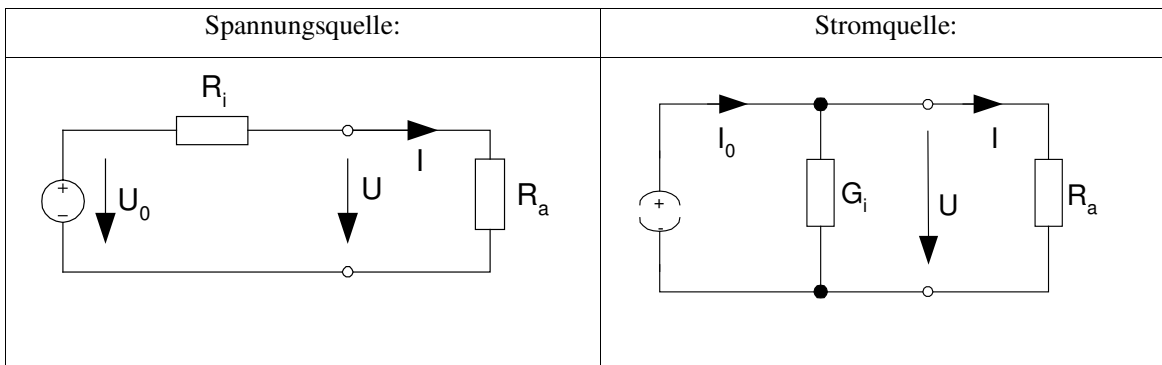 Spannungsquelle:
Stromquelle:
R_i
+
−
U_0
U
I
R_a
I_0
+
-
G_i
U
I
R_a